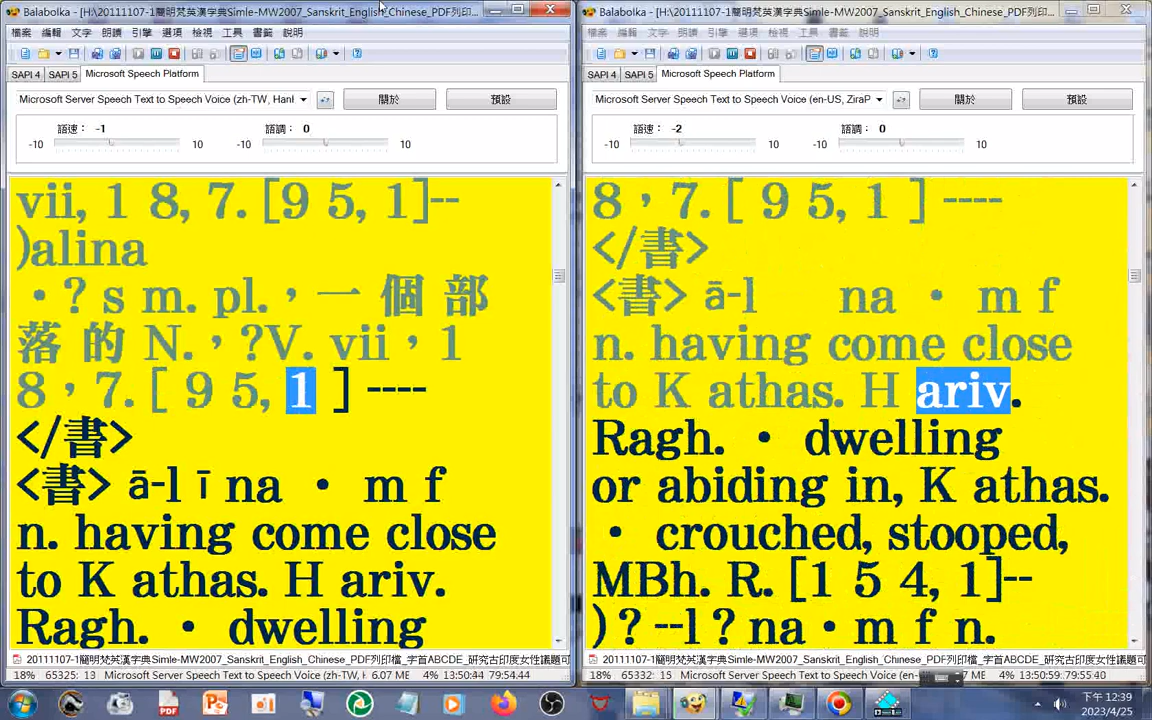 Balabolka - [H:\20111107-1簡明梵英漢字典Simle-MW2007_Sanskrit_English_Chinese_PDF列印...
檔案 編輯 文字 朗讀 引擎 選項 檢視 工具 書籤 說明
SAPI 4 SAPI 5 Microsoft Speech Platform
Microsoft Server Speech Text to Speech Voice (zh-TW, HanH 關於 預設
語速： -1 語調： 0
-10 10 -10 10
vii, 1 8, 7. [9 5, 1]--
)alina
•? s m. pl.，一 個 部
落 的 N.，?V. vii，1
8，7. [ 9 5, 1 ] ----
</書>
<書> ā-l ī na • m f
n. having come close
to K athas. H ariv.
Ragh. • dwelling
20111107-1簡明梵英漢字典Simle-MW2007_Sanskrit_English_Chinese_PDF列印檔_字首ABCDE_研究古印度女性議題可
18% 65325: 13 Microsoft Server Speech Text to Speech Voice (zh-TW, H 6.07 ME 4% 13:50:44 79:54.44
Balabolka - [H:\20111107-1簡明梵英漢字典Simle-MW2007_Sanskrit_English_Chinese_PDF列印...
檔案 編輯 文字 朗讀 引擎 選項 檢視 工具 書籤 說明
SAPI 4 SAPI 5 Microsoft Speech Platform
Microsoft Server Speech Text to Speech Voice (en-US, ZiraP 關於 預設
語速： -2 語調： 0
-10 10 -10 10
8，7. [ 9 5, 1 ] ----
</書>
<書> ā-l na • m f
n. having come close
to K athas. H ariv.
Ragh. • dwelling
or abiding in, K athas.
• crouched, stooped,
MBh. R. [1 5 4, 1]--
)? --l ? na • m f n.
20111107-1簡明梵英漢字典Simle-MW2007_Sanskrit_English_Chinese_PDF列印檔_字首ABCDE_研究古印度女性議題可
18% 65332: 15 Microsoft Server Speech Text to Speech Voice (en-US, 6.07 ME 4% 13:50:59 79:55:40
下午 12:39
2023/4/25